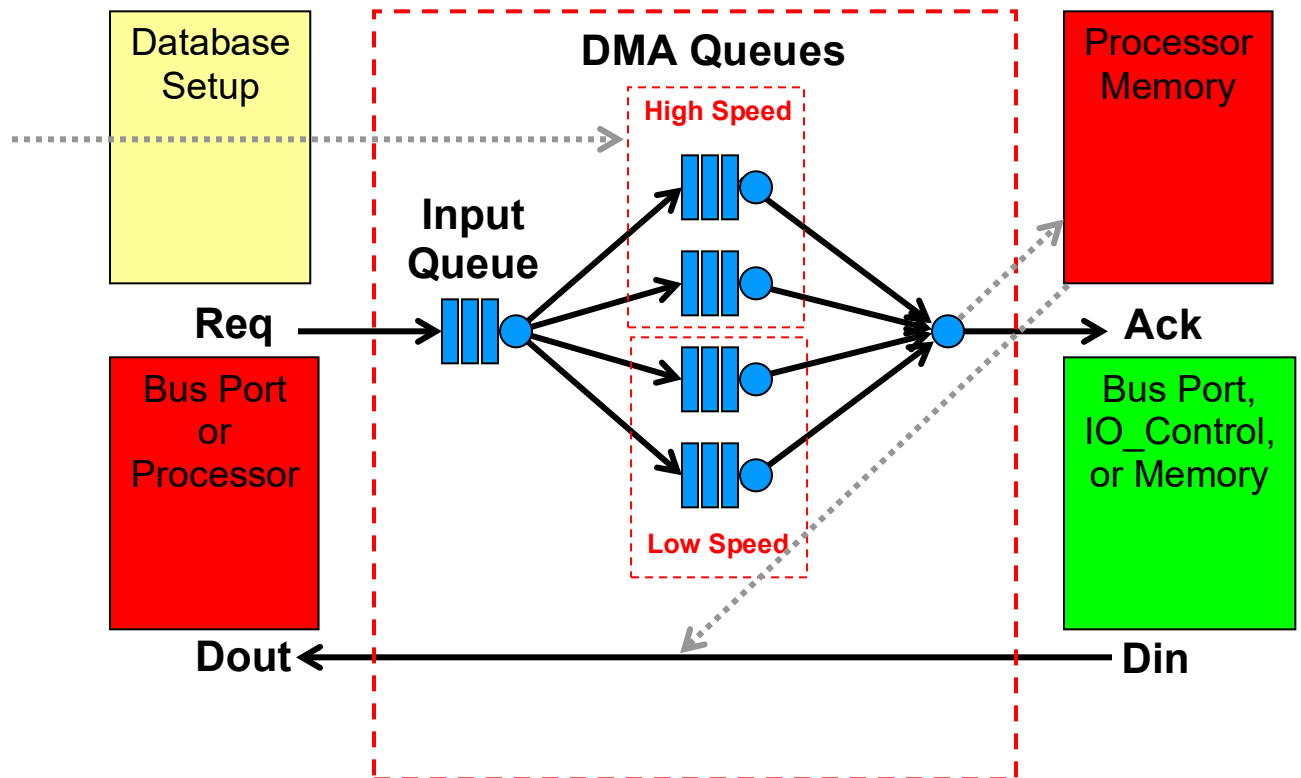 Database
Setup
DMA Queues
Processor
Memory
High Speed
Input
Queue
Req
Ack
Bus Port
or
Processor
Bus Port,
IO_Control,
or Memory
Low Speed
Dout
Din